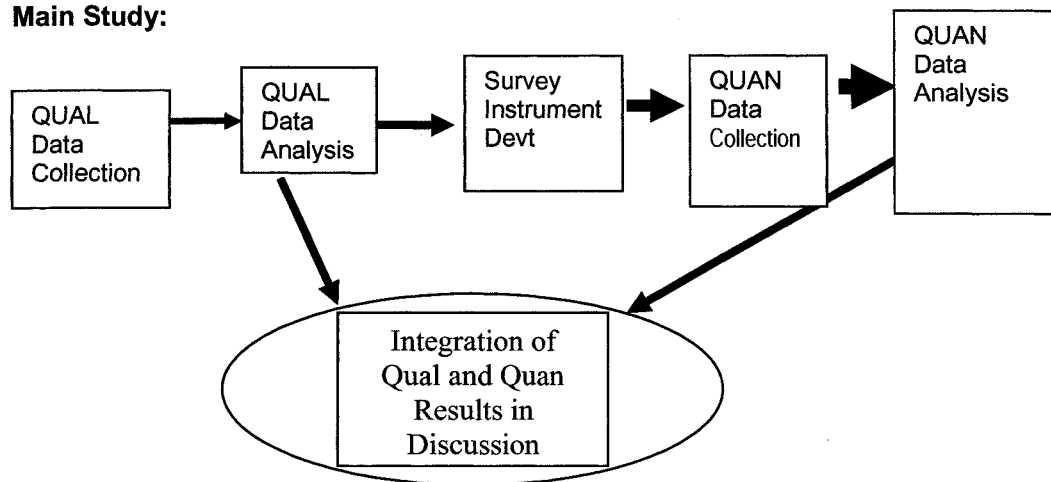 Main Study:
QUAL
Data
Collection
QUAL
Data
Analysis
Survey
Instrument
Devt
QUAN
Data
Collection
QUAN
Data
Analysis
Integration of
Qual and Quan
Results in
Discussion